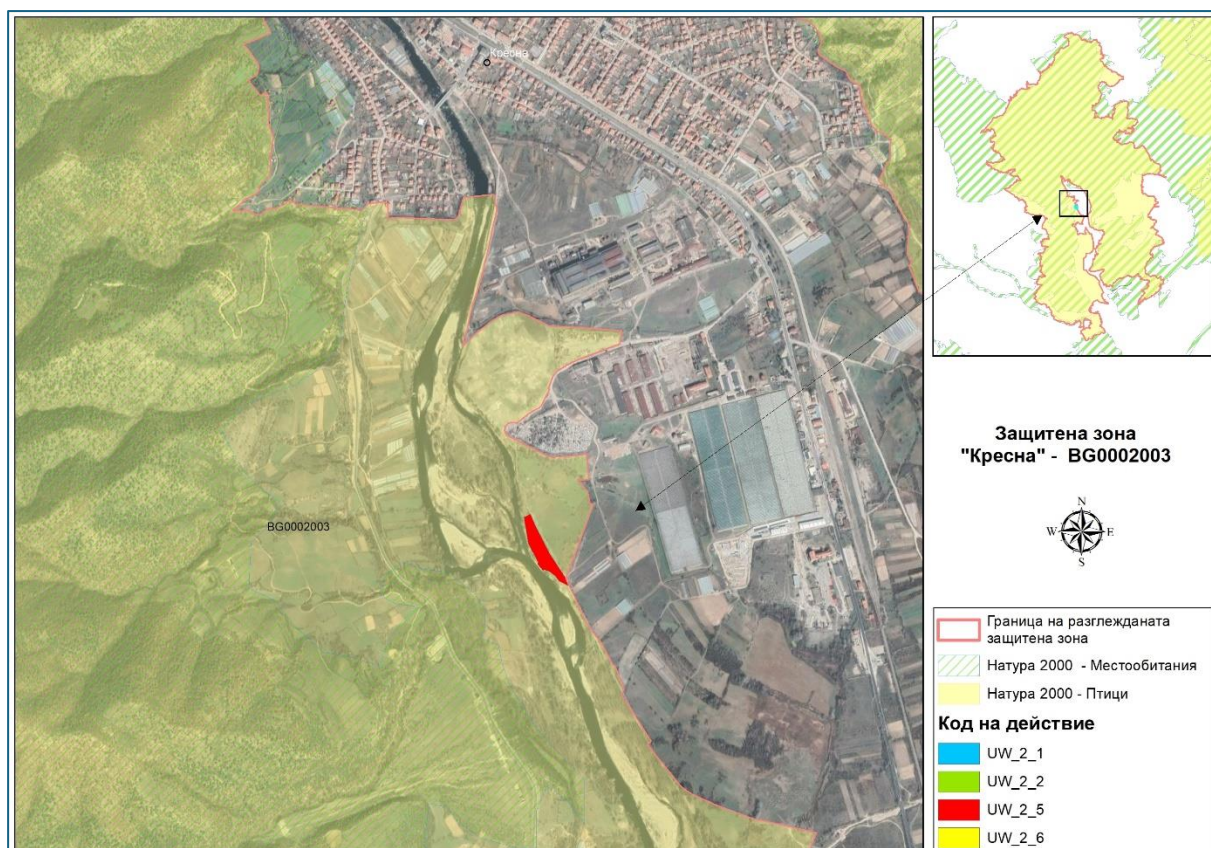 Кресна
BG0002003
Защитена зона
"Кресна" - BG0002003
N
W
E
S
Граница на разглежданата
защитена зона
Натура 2000 - Местообитания
Натура 2000 - Птици
Код на действие
UW_2_1
UW_2_2
UW_2_5
UW_2_6